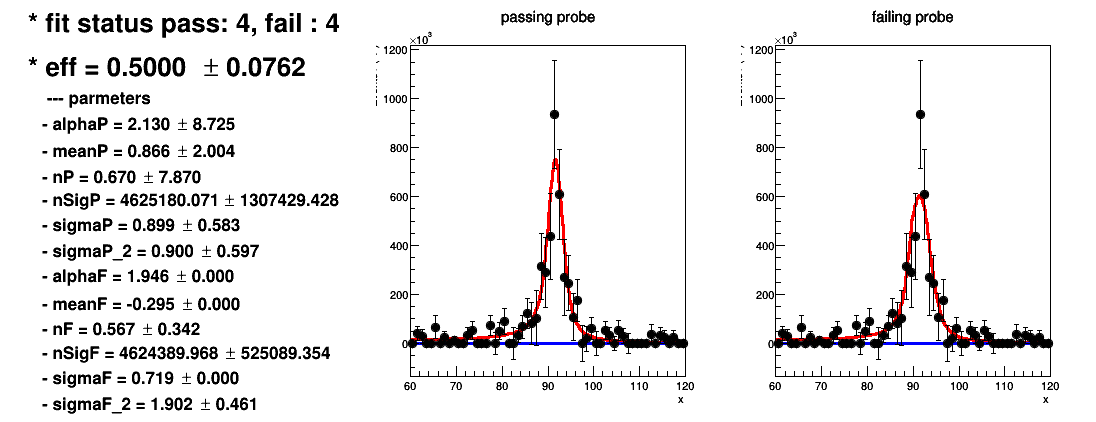 * fit status pass: 4, fail : 4
* eff = 0.5000 ± 0.0762
--- parmeters
- alphaP = 2.130 ± 8.725
- meanP = 0.866 ± 2.004
- nP = 0.670 ± 7.870
- nSigP = 4625180.071 ± 1307429.428
- sigmaP = 0.899 ± 0.583
- sigmaP_2 = 0.900 ± 0.597
- alphaF = 1.946 ± 0.000
- meanF = -0.295 ± 0.000
- nF = 0.567 ± 0.342
- nSigF = 4624389.968 ± 525089.354
- sigmaF = 0.719 ± 0.000
- sigmaF_2 = 1.902 ± 0.461
passing probe
×10³
1200
1000
800
600
400
200
0
60 70 80 90 100 110 120
x
failing probe
×10³
1200
1000
800
600
400
200
0
60 70 80 90 100 110 120
x